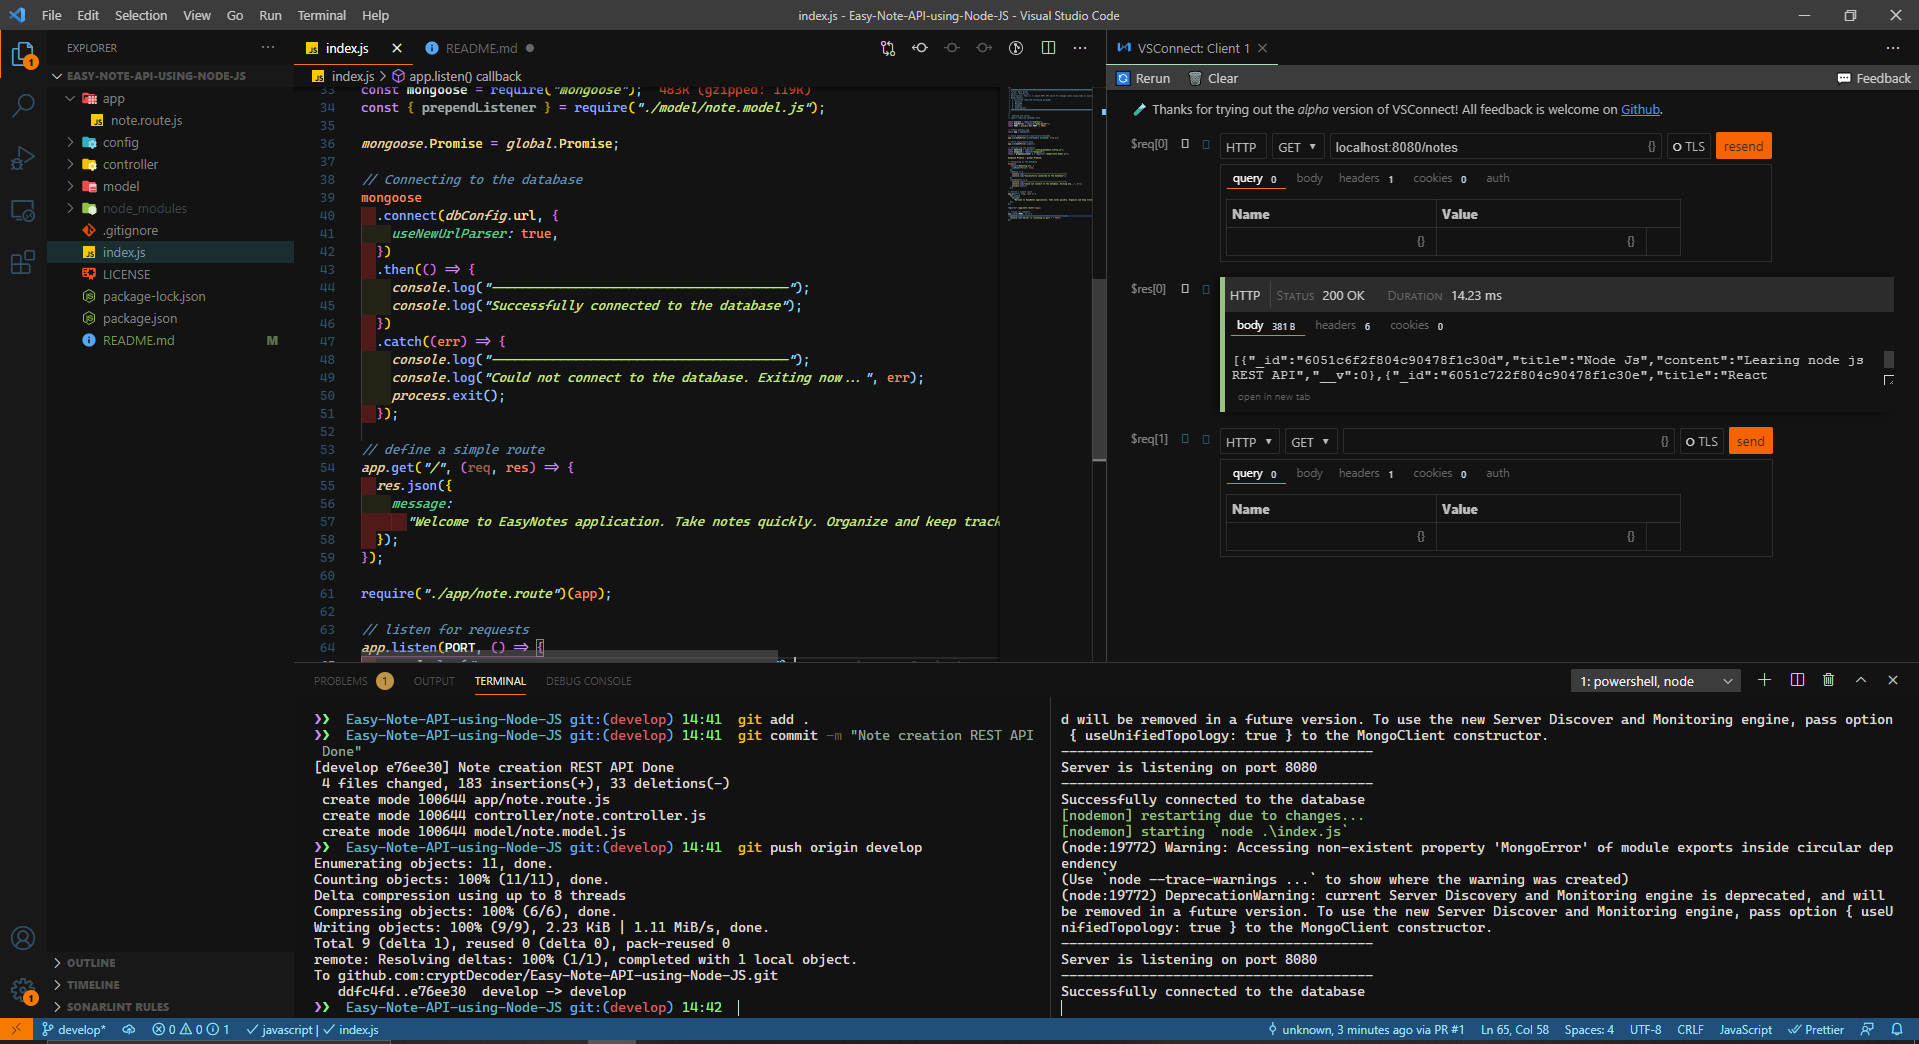 File Edit Selection View Go Run Terminal Help
index.js - Easy-Note-API-using-Node-JS - Visual Studio Code
EXPLORER
EASY-NOTE-API-USING-NODE-JS
app
note.route.js
config
controller
model
node_modules
.gitignore
index.js
LICENSE
package-lock.json
package.json
README.md M
OUTLINE
TIMELINE
SONARLINT RULES
index.js README.md
index.js > app.listen() callback
33 const mongoose = require("mongoose"); 483K (gzipped: 119K)
34 const { prependListener } = require("./model/note.model.js");
35
36 mongoose.Promise = global.Promise;
37
38 // Connecting to the database
39 mongoose
40 .connect(dbConfig.url, {
41 useNewUrlParser: true,
42 })
43 .then(() => {
44 console.log("--------------------------------------");
45 console.log("Successfully connected to the database");
46 })
47 .catch((err) => {
48 console.log("--------------------------------------");
49 console.log("Could not connect to the database. Exiting now...", err);
50 process.exit();
51 });
52
53 // define a simple route
54 app.get("/", (req, res) => {
55 res.json({
56 message:
57 "Welcome to EasyNotes application. Take notes quickly. Organize and keep track
58 });
59 });
60
61 require("./app/note.route")(app);
62
63 // listen for requests
64 app.listen(PORT, () => {
VSConnect: Client 1
Rerun Clear Feedback
Thanks for trying out the alpha version of VSConnect! All feedback is welcome on Github.
$req[0] HTTP GET localhost:8080/notes {} TLS resend
query 0 body headers 1 cookies 0 auth
Name Value
{} {}
$res[0] HTTP STATUS 200 OK DURATION 14.23 ms
body 381 B headers 6 cookies 0
[{"_id":"6051c6f2f804c90478f1c30d","title":"Node Js","content":"Learing node js
REST API","__v":0},{"_id":"6051c722f804c90478f1c30e","title":"React
open in new tab
$req[1] HTTP GET {} TLS send
query 0 body headers 1 cookies 0 auth
Name Value
{} {}
PROBLEMS 1 OUTPUT TERMINAL DEBUG CONSOLE
1: powershell, node
❯❯ Easy-Note-API-using-Node-JS git:(develop) 14:41 git add .
❯❯ Easy-Note-API-using-Node-JS git:(develop) 14:41 git commit -m "Note creation REST API
Done"
[develop e76ee30] Note creation REST API Done
4 files changed, 183 insertions(+), 33 deletions(-)
create mode 100644 app/note.route.js
create mode 100644 controller/note.controller.js
create mode 100644 model/note.model.js
❯❯ Easy-Note-API-using-Node-JS git:(develop) 14:41 git push origin develop
Enumerating objects: 11, done.
Counting objects: 100% (11/11), done.
Delta compression using up to 8 threads
Compressing objects: 100% (6/6), done.
Writing objects: 100% (9/9), 2.23 KiB | 1.11 MiB/s, done.
Total 9 (delta 1), reused 0 (delta 0), pack-reused 0
remote: Resolving deltas: 100% (1/1), completed with 1 local object.
To github.com:cryptDecoder/Easy-Note-API-using-Node-JS.git
ddfc4fd..e76ee30 develop -> develop
❯❯ Easy-Note-API-using-Node-JS git:(develop) 14:42
d will be removed in a future version. To use the new Server Discover and Monitoring engine, pass option
{ useUnifiedTopology: true } to the MongoClient constructor.
---------------------------------------
Server is listening on port 8080
---------------------------------------
Successfully connected to the database
[nodemon] restarting due to changes...
[nodemon] starting `node .\index.js`
(node:19772) Warning: Accessing non-existent property 'MongoError' of module exports inside circular dep
endency
(Use `node --trace-warnings ...` to show where the warning was created)
(node:19772) DeprecationWarning: current Server Discovery and Monitoring engine is deprecated, and will
be removed in a future version. To use the new Server Discover and Monitoring engine, pass option { useU
nifiedTopology: true } to the MongoClient constructor.
---------------------------------------
Server is listening on port 8080
---------------------------------------
Successfully connected to the database
develop* 0 0 1 javascript | index.js
unknown, 3 minutes ago via PR #1 Ln 65, Col 58 Spaces: 4 UTF-8 CRLF JavaScript Prettier